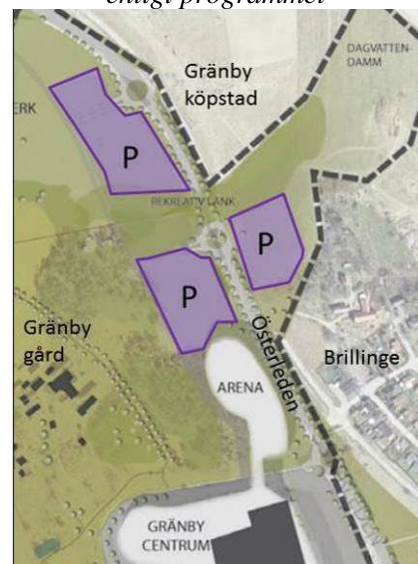 enligt programmet
Gränby
köpstad
DAGVATTEN-
DAMM
ERK
P
REKREATIV LÄNK
P
P
Österleden
Gränby
gård
Brillinge
ARENA
GRÄNBY
CENTRUM